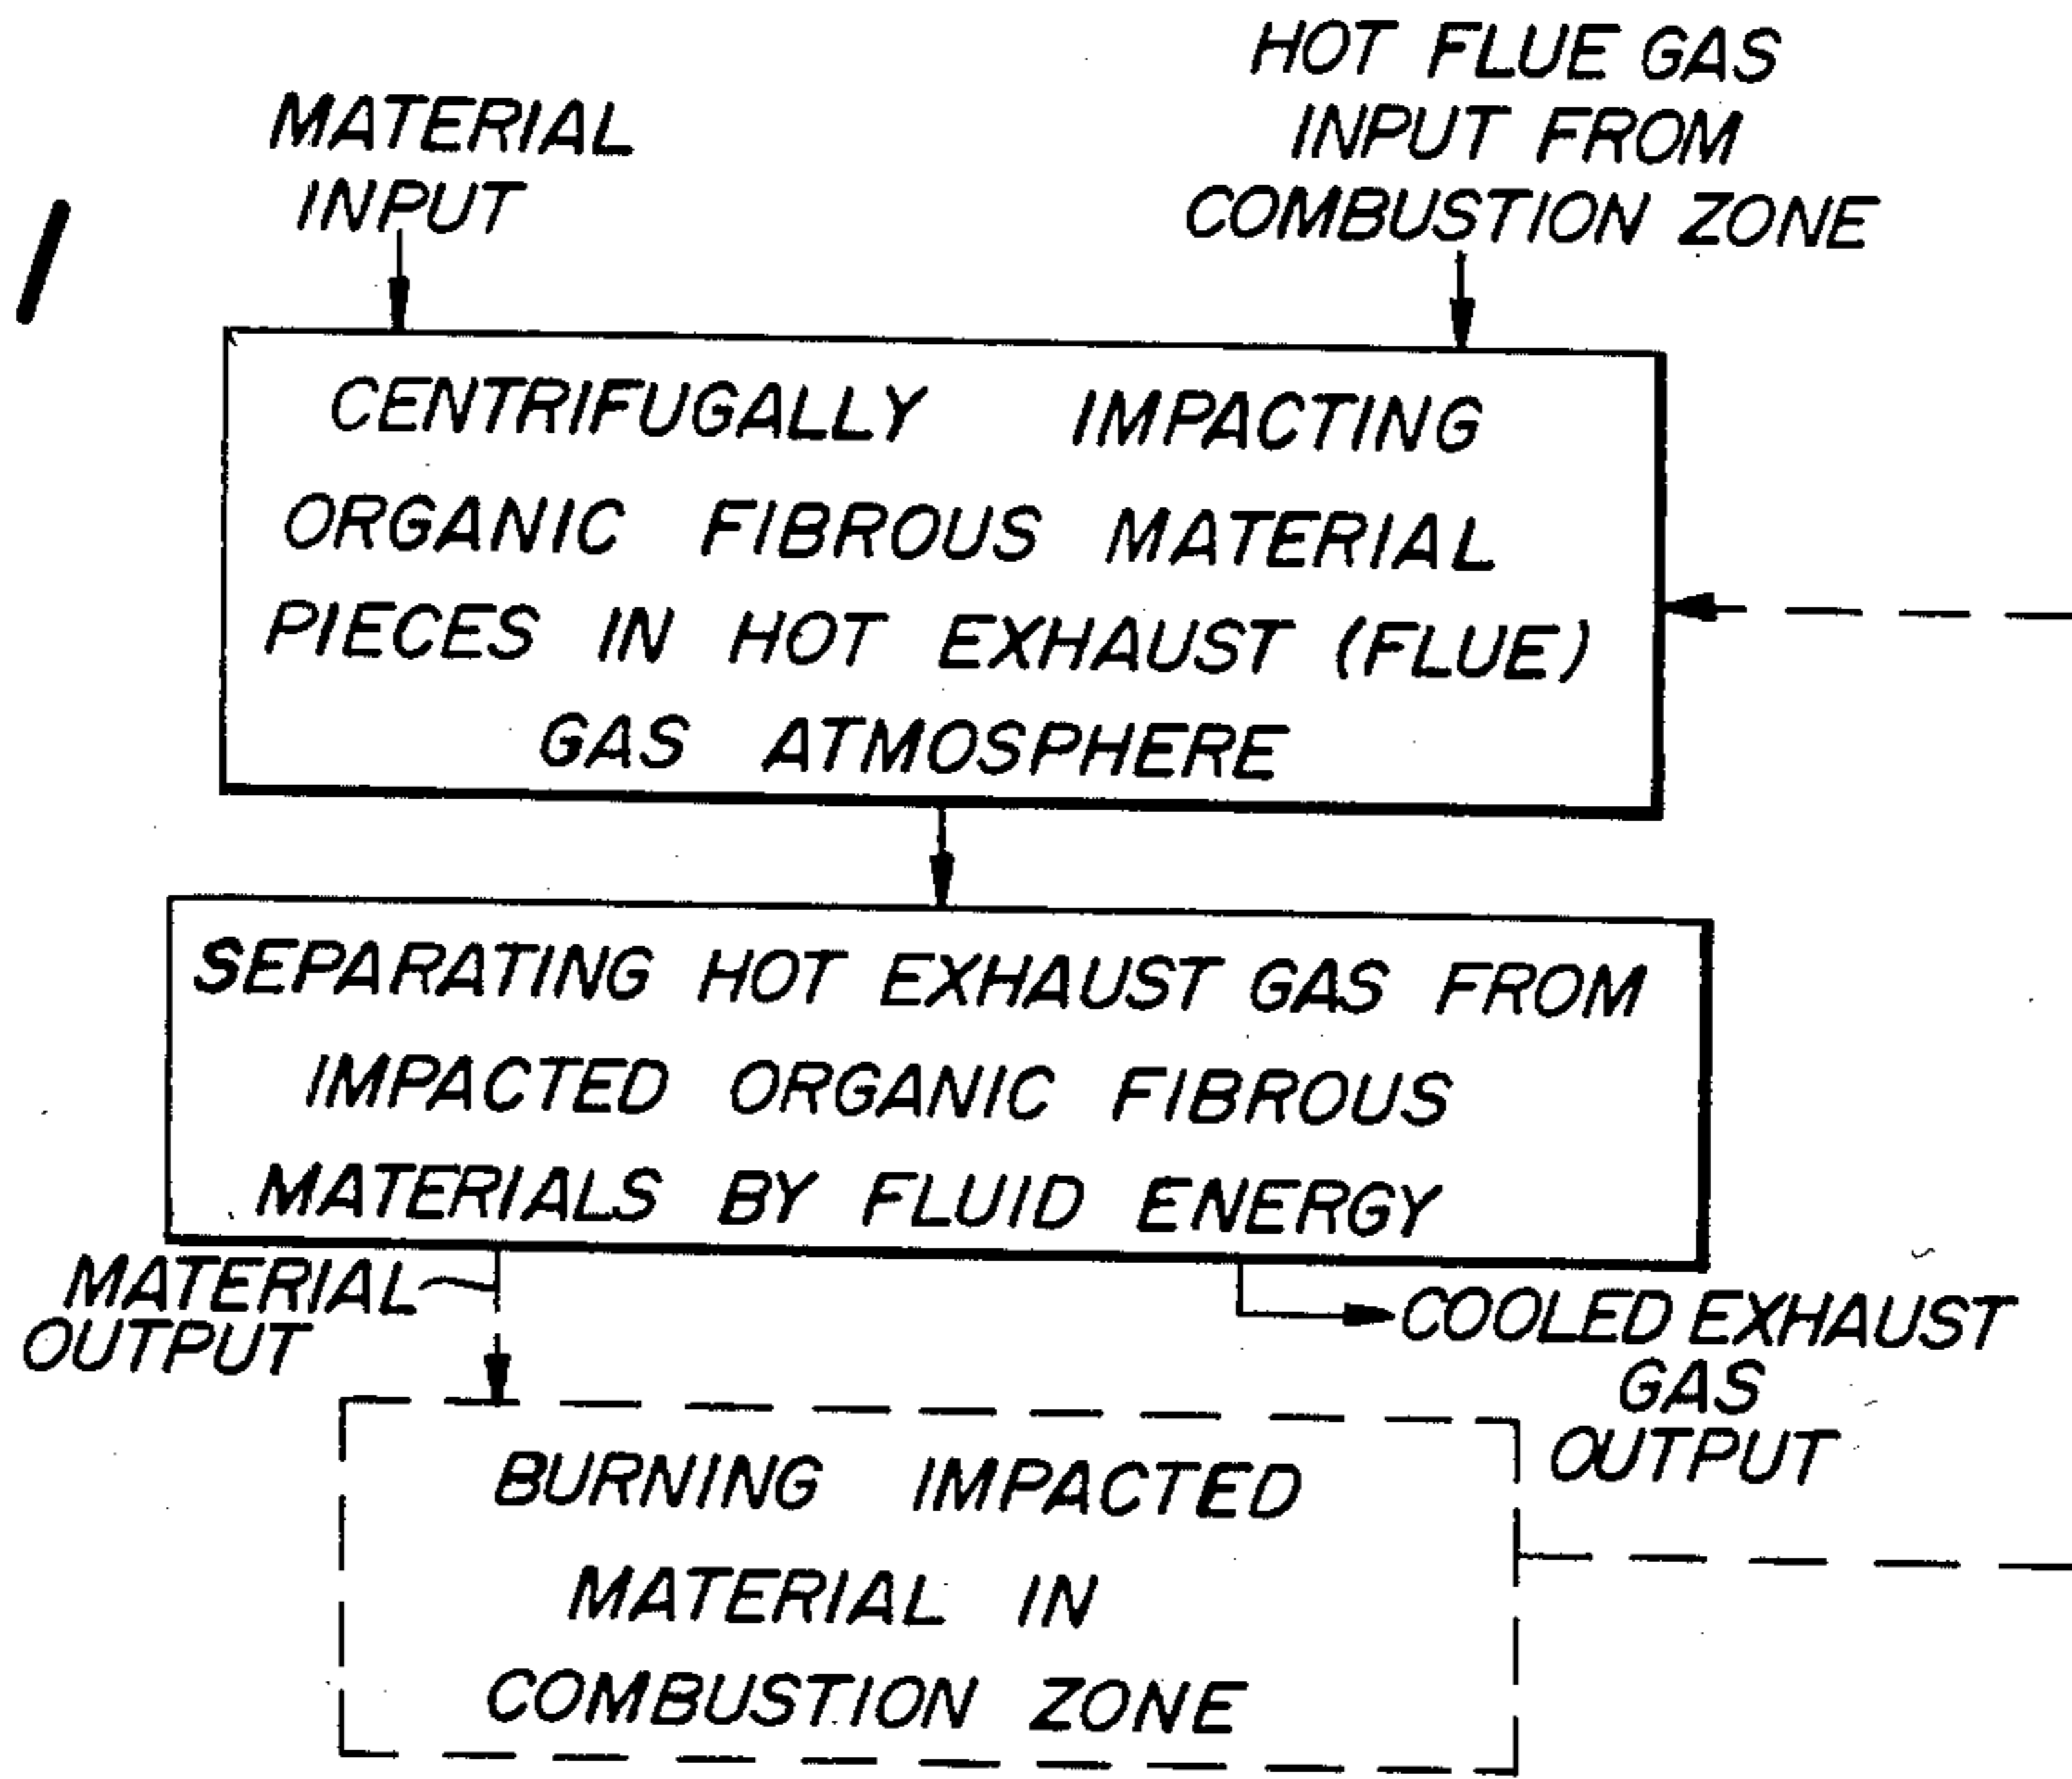 HOT FLUE GAS
INPUT FROM
COMBUSTION ZONE
MATERIAL
INPUT
CENTRIFUGALLY IMPACTING
ORGANIC FIBROUS MATERIAL
PIECES IN HOT EXHAUST (FLUE)
GAS ATMOSPHERE
SEPARATING HOT EXHAUST GAS FROM
IMPACTED ORGANIC FIBROUS
MATERIALS BY FLUID ENERGY
MATERIAL
OUTPUT
COOLED EXHAUST
GAS
OUTPUT
BURNING IMPACTED
MATERIAL IN
COMBUSTION ZONE